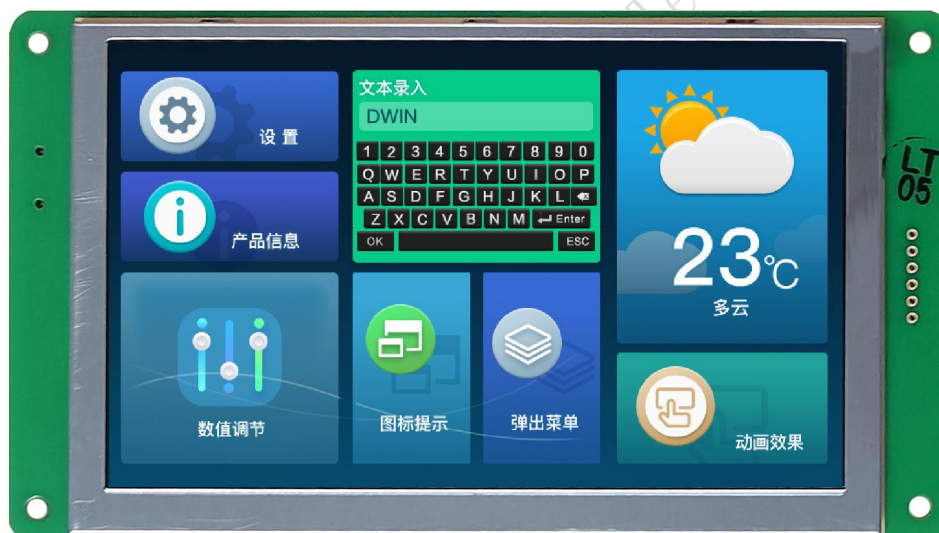 设置
产品信息
数值调节
文本录入
DWIN
1 2 3 4 5 6 7 8 9 0
Q W E R T Y U I O P
A S D F G H J K L
Z X C V B N M Enter
OK ESC
图标提示
弹出菜单
23℃
多云
动画效果
LT
05